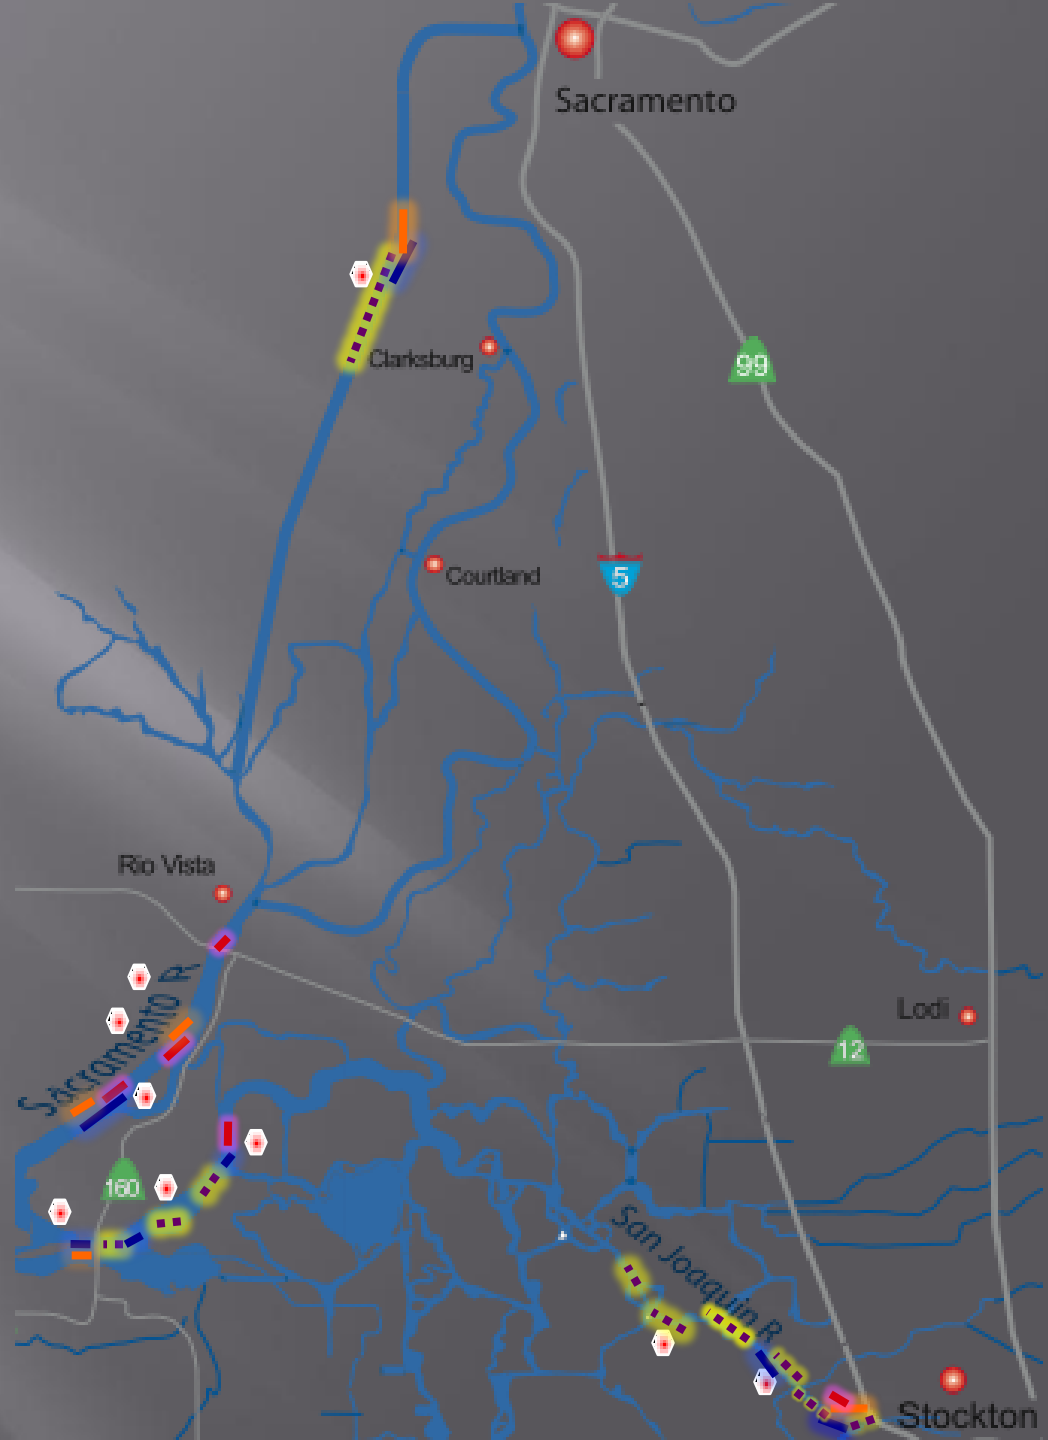 Sacramento
99
Clarksburg
5
Courtland
Rio Vista
Sacramento R
Lodi
12
160
San Joaquin R
Stockton